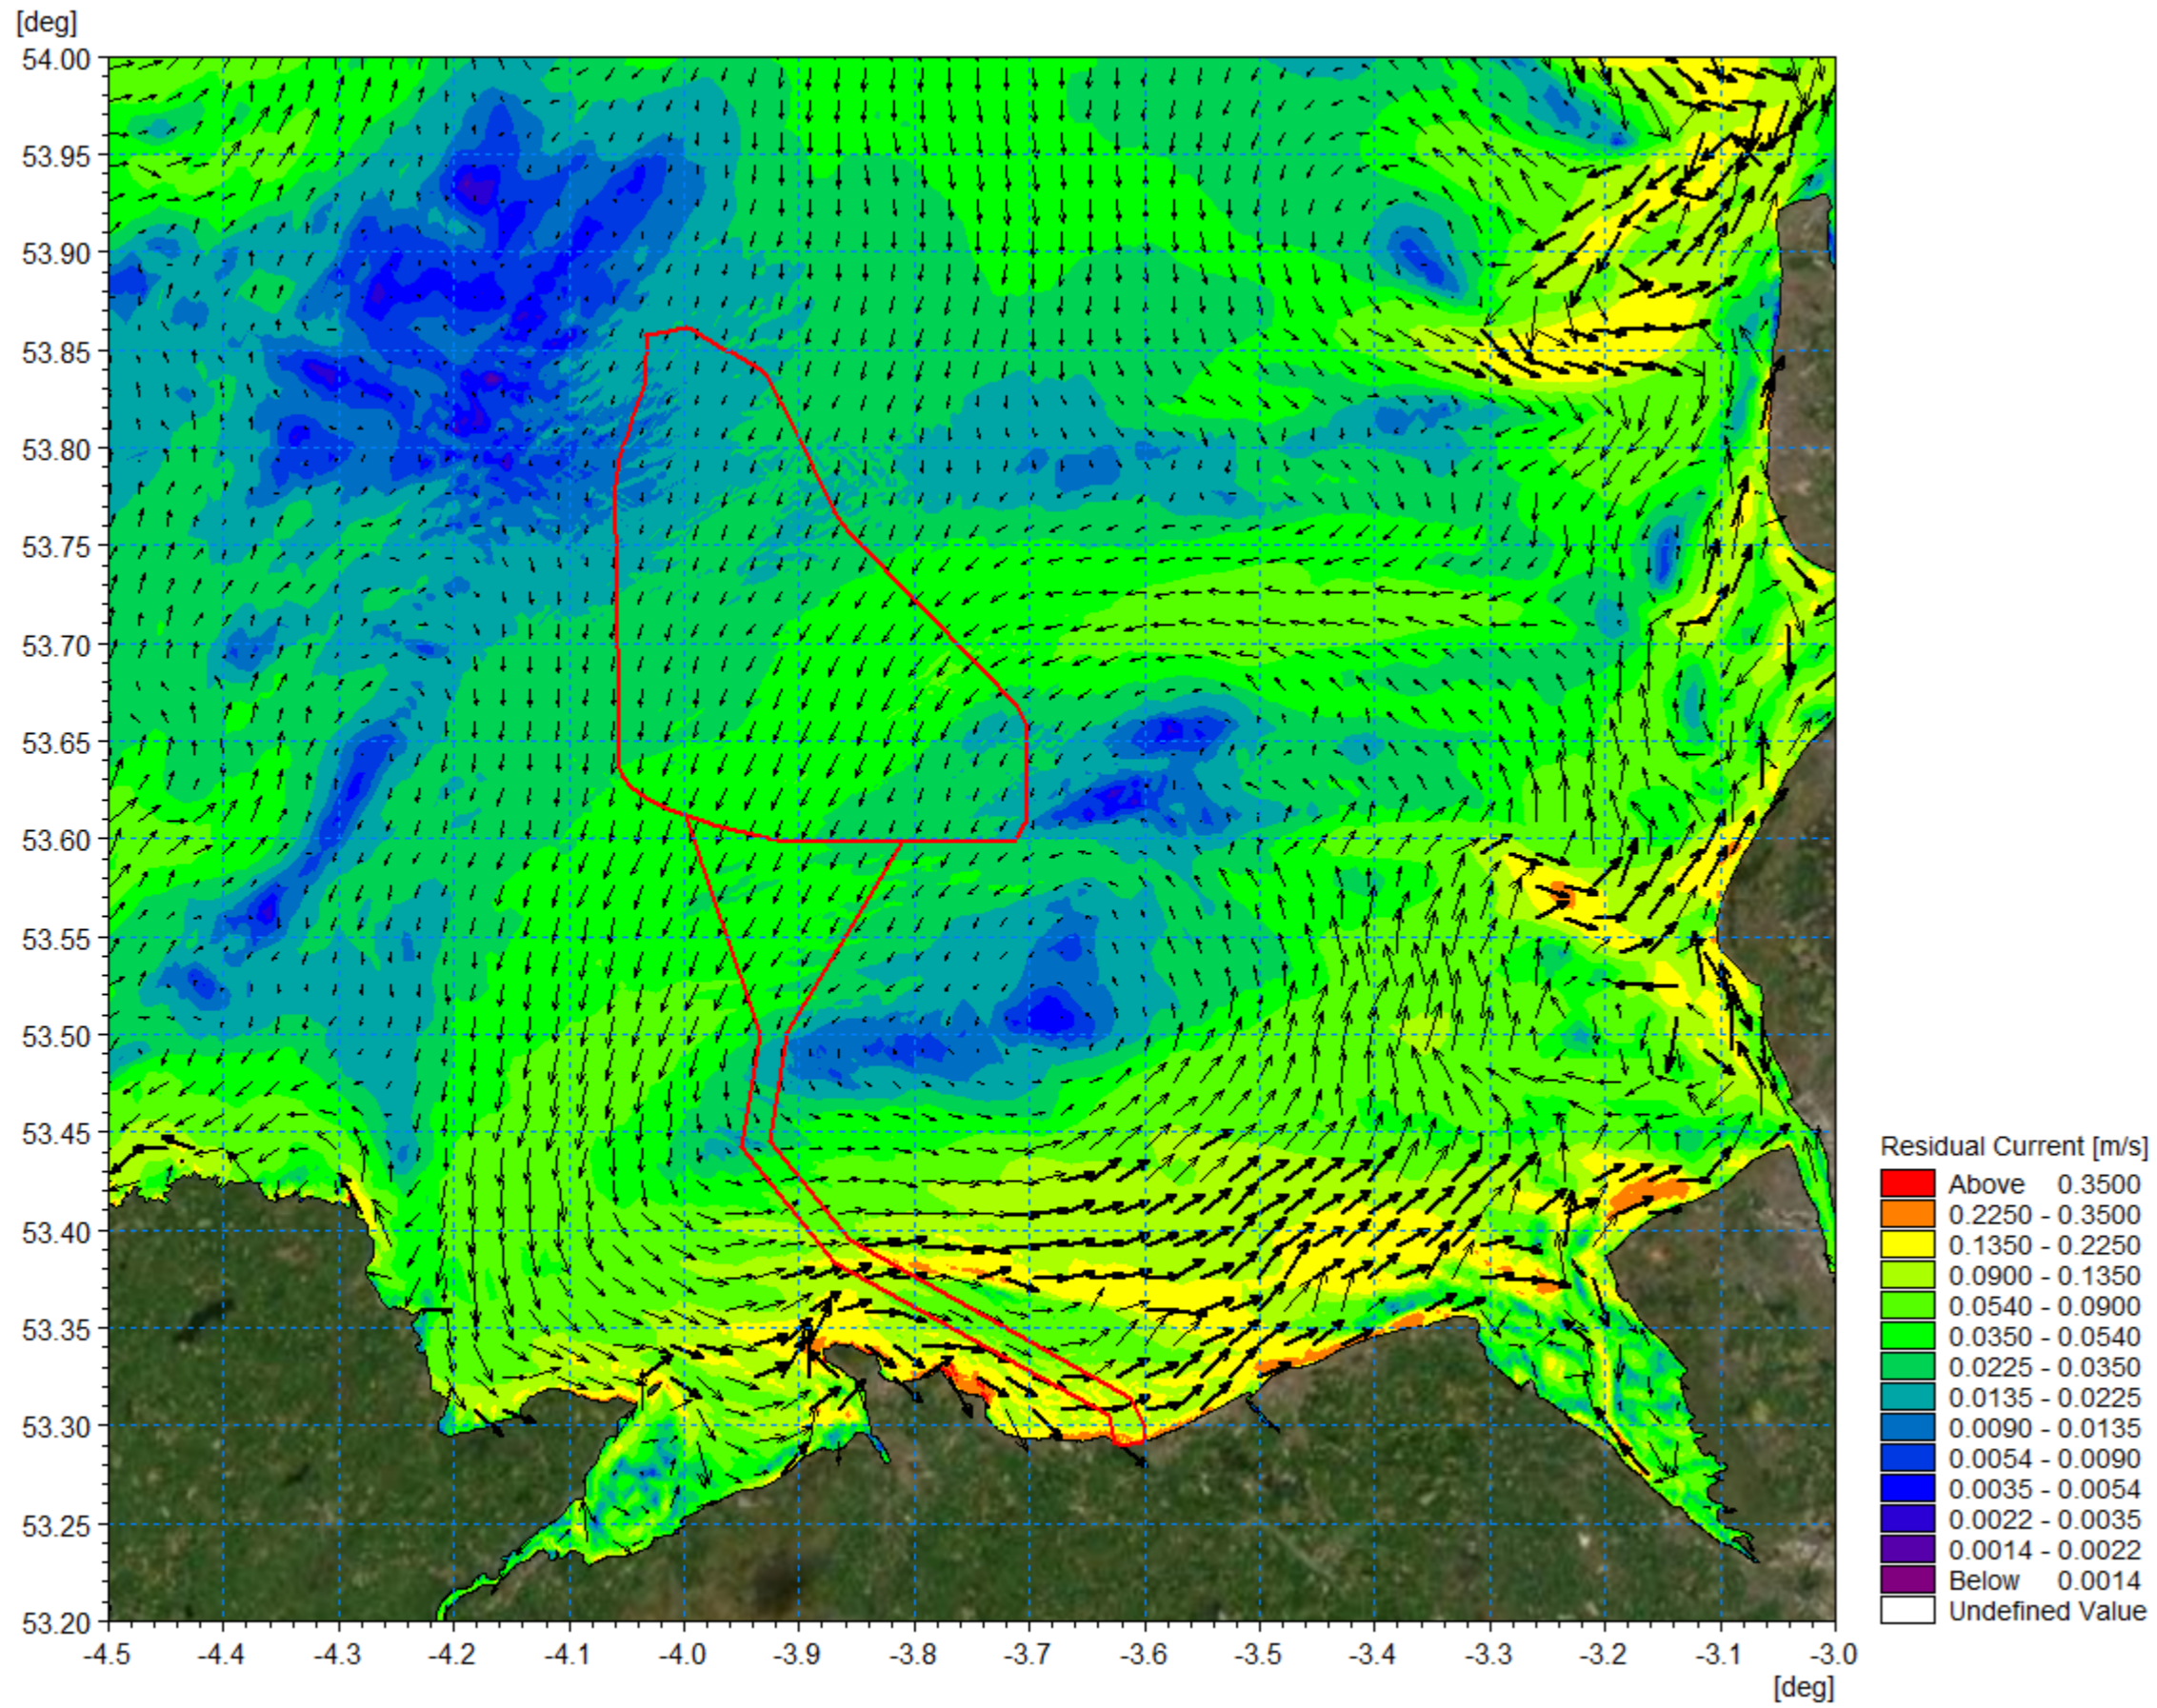 [deg]
54.00
53.95
53.90
53.85
53.80
53.75
53.70
53.65
53.60
53.55
53.50
53.45
53.40
53.35
53.30
53.25
53.20
-4.5 -4.4 -4.3 -4.2 -4.1 -4.0 -3.9 -3.8 -3.7 -3.6 -3.5 -3.4 -3.3 -3.2 -3.1 -3.0
[deg]
Residual Current [m/s]
Above 0.3500
0.2250 - 0.3500
0.1350 - 0.2250
0.0900 - 0.1350
0.0540 - 0.0900
0.0350 - 0.0540
0.0225 - 0.0350
0.0135 - 0.0225
0.0090 - 0.0135
0.0054 - 0.0090
0.0035 - 0.0054
0.0022 - 0.0035
0.0014 - 0.0022
Below 0.0014
Undefined Value